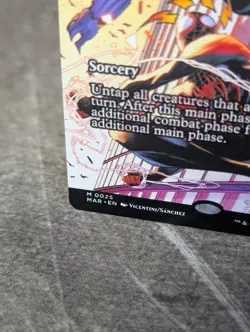 Sorcery
Untap all creatures that
turn. After this main phas
additional combat phase f
additional main phase.
M 0025
MAR • EN VICENTINI/SÁNCHEZ